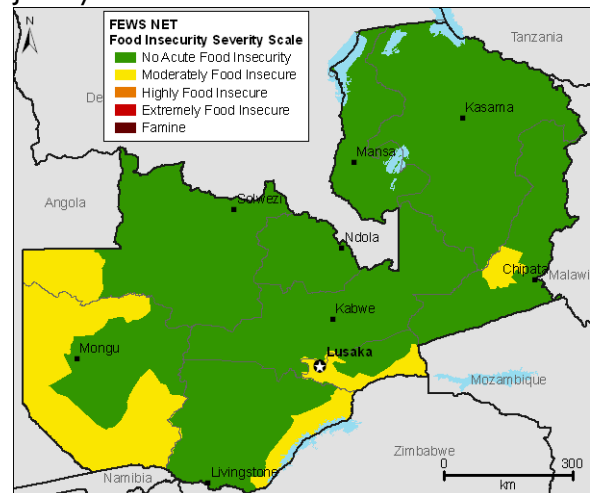 N
FEWS NET
Food Insecurity Severity Scale
No Acute Food Insecurity
Moderately Food Insecure
Highly Food Insecure
Extremely Food Insecure
Famine
Tanzania
De
Kasama
Mansa
Angola
Solwezi
Ndola
Chipata
Malawi
Kabwe
Mongu
Lusaka
Mozambique
Zimbabwe
Namibia
Livingstone
0 300
km